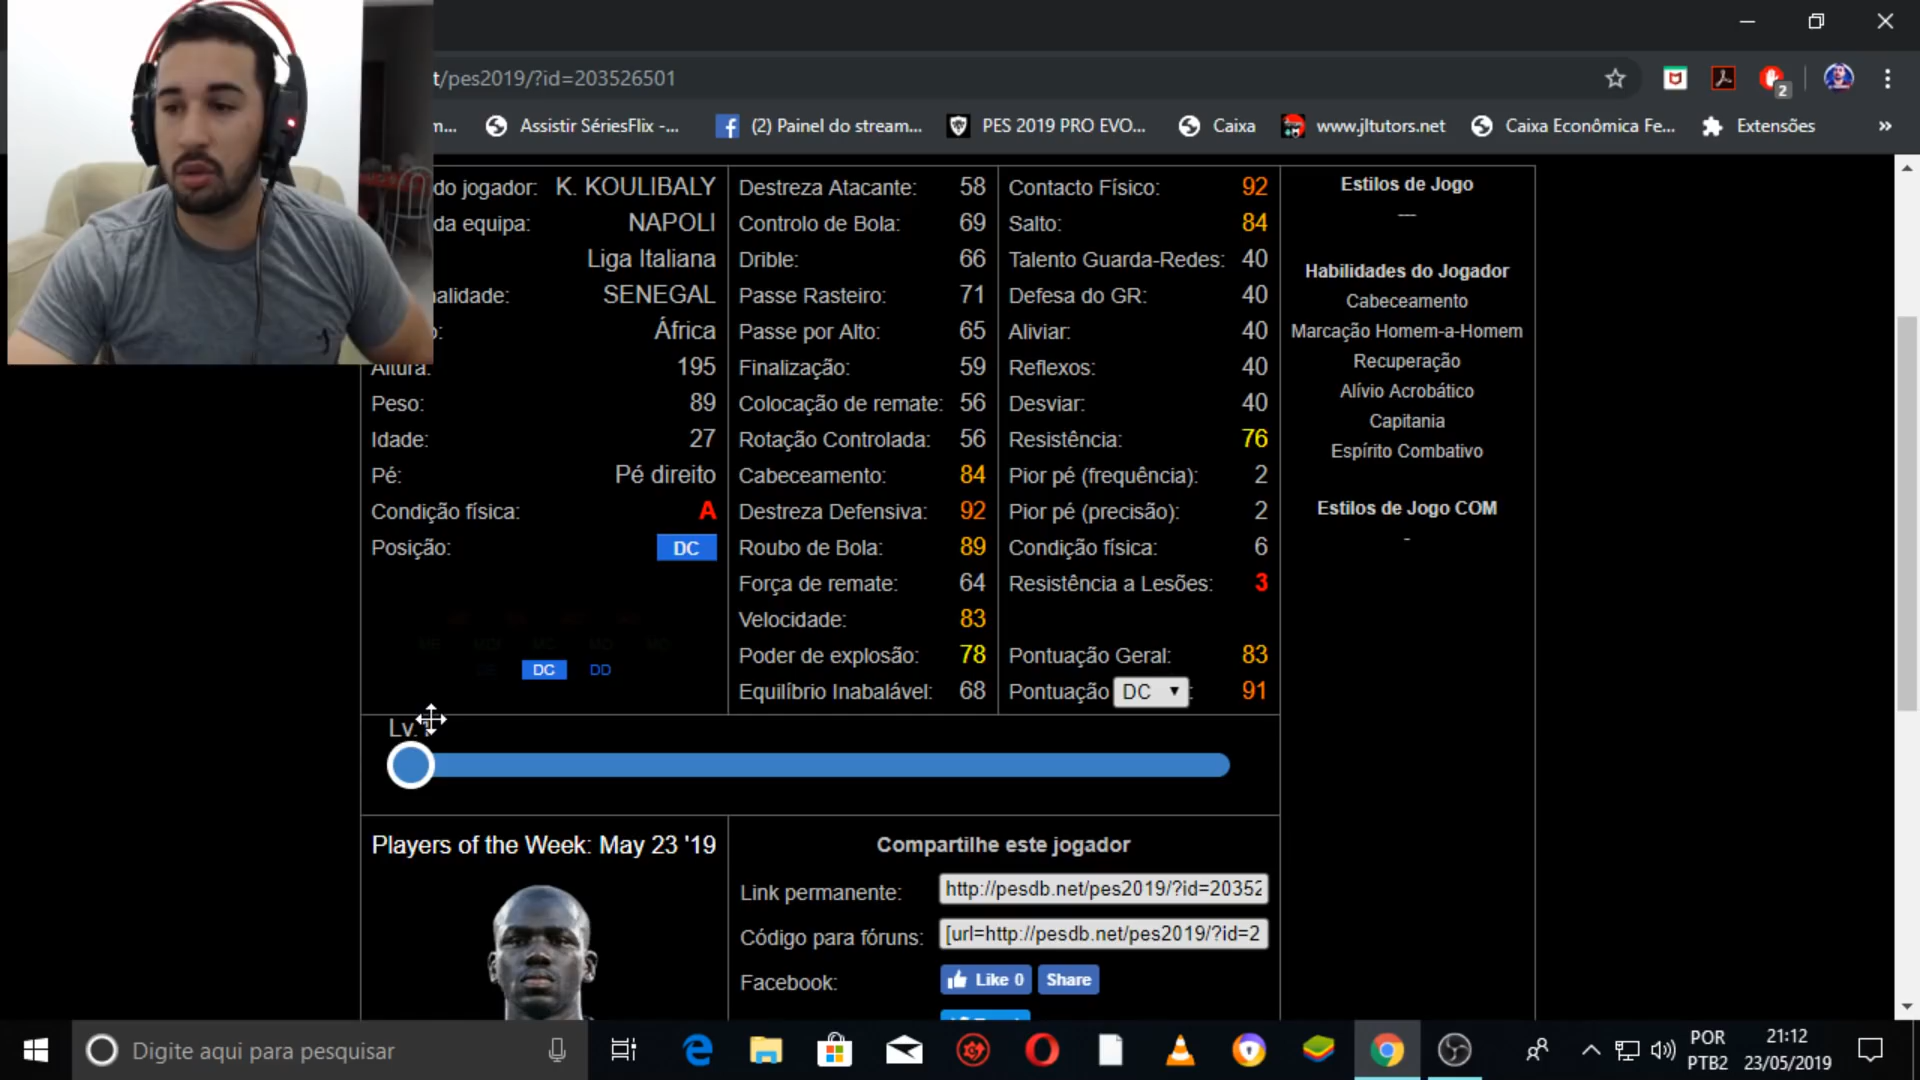 t/pes2019/?id=203526501
2
m... Assistir SériesFlix -... (2) Painel do stream... PES 2019 PRO EVO... Caixa www.jltutors.net Caixa Econômica Fe... Extensões »
do jogador: K. KOULIBALY
da equipa: NAPOLI
Liga Italiana
alidade: SENEGAL
o: África
Altura: 195
Peso: 89
Idade: 27
Pé: Pé direito
Condição física: A
Posição: DC
DC DD
Destreza Atacante: 58
Controlo de Bola: 69
Drible: 66
Passe Rasteiro: 71
Passe por Alto: 65
Finalização: 59
Colocação de remate: 56
Rotação Controlada: 56
Cabeceamento: 84
Destreza Defensiva: 92
Roubo de Bola: 89
Força de remate: 64
Velocidade: 83
Poder de explosão: 78
Equilíbrio Inabalável: 68
Contacto Físico: 92
Salto: 84
Talento Guarda-Redes: 40
Defesa do GR: 40
Aliviar: 40
Reflexos: 40
Desviar: 40
Resistência: 76
Pior pé (frequência): 2
Pior pé (precisão): 2
Condição física: 6
Resistência a Lesões: 3
Pontuação Geral: 83
Pontuação DC : 91
Estilos de Jogo
---
Habilidades do Jogador
Cabeceamento
Marcação Homem-a-Homem
Recuperação
Alívio Acrobático
Capitania
Espírito Combativo
Estilos de Jogo COM
-
Lv.
Players of the Week: May 23 '19
Compartilhe este jogador
Link permanente: http://pesdb.net/pes2019/?id=20352
Código para fóruns: [url=http://pesdb.net/pes2019/?id=2
Facebook: Like 0 Share
Digite aqui para pesquisar
POR
PTB2
21:12
23/05/2019